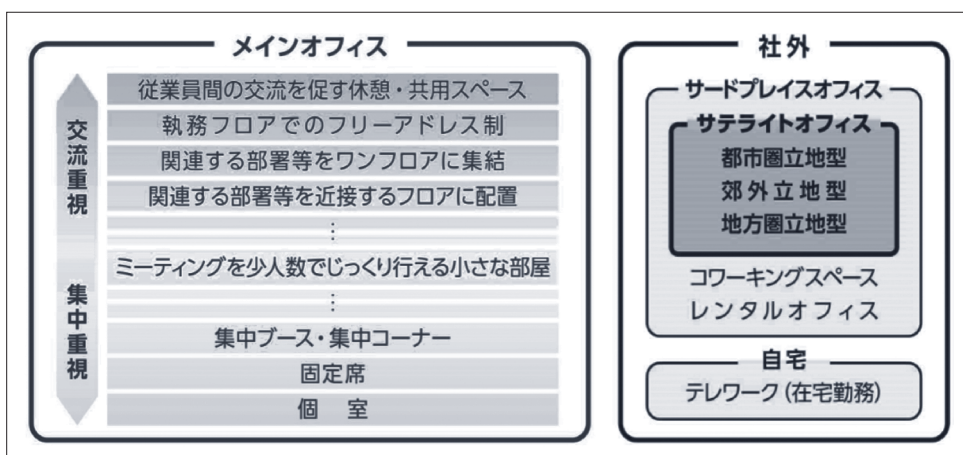 メインオフィス
交流重視
集中重視
従業員間の交流を促す休憩・共用スペース
執務フロアでのフリーアドレス制
関連する部署等をワンフロアに集結
関連する部署等を近接するフロアに配置
⋮
ミーティングを少人数でじっくり行える小さな部屋
⋮
集中ブース・集中コーナー
固定席
個　室
社外
サードプレイスオフィス
サテライトオフィス
都市圏立地型
郊外立地型
地方圏立地型
コワーキングスペース
レンタルオフィス
自宅
テレワーク(在宅勤務)